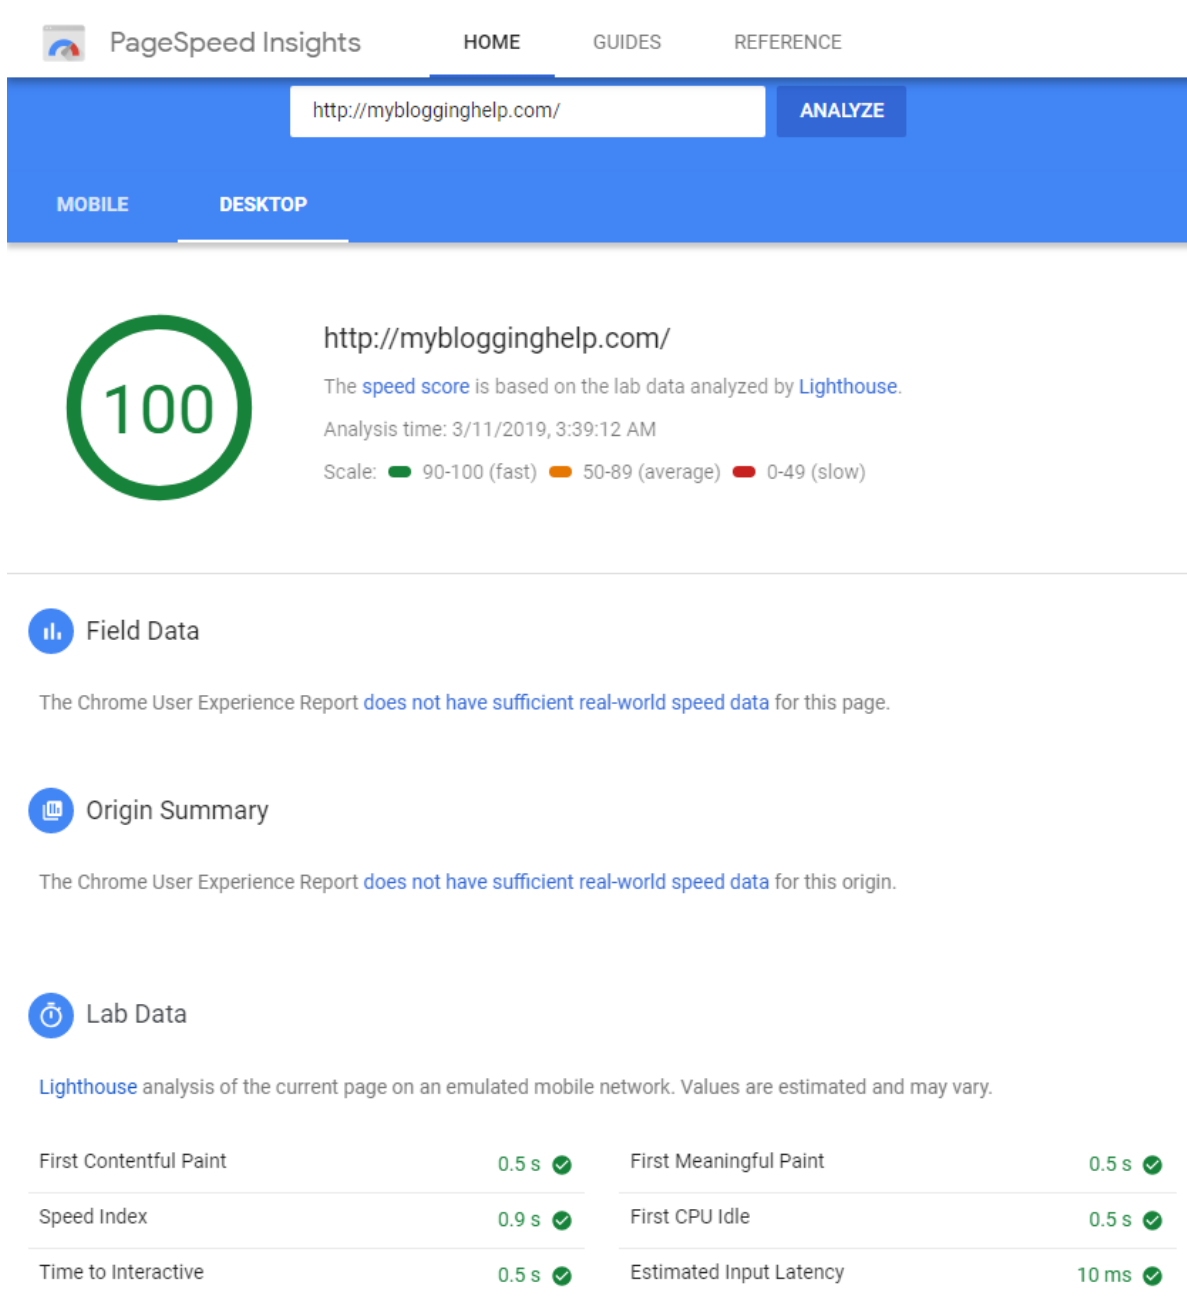 PageSpeed Insights HOME GUIDES REFERENCE
http://myblogginghelp.com/ ANALYZE
MOBILE DESKTOP
100
http://myblogginghelp.com/
The speed score is based on the lab data analyzed by Lighthouse.
Analysis time: 3/11/2019, 3:39:12 AM
Scale: 90-100 (fast) 50-89 (average) 0-49 (slow)
Field Data
The Chrome User Experience Report does not have sufficient real-world speed data for this page.
Origin Summary
The Chrome User Experience Report does not have sufficient real-world speed data for this origin.
Lab Data
Lighthouse analysis of the current page on an emulated mobile network. Values are estimated and may vary.
First Contentful Paint 0.5 s First Meaningful Paint 0.5 s
Speed Index 0.9 s First CPU Idle 0.5 s
Time to Interactive 0.5 s Estimated Input Latency 10 ms